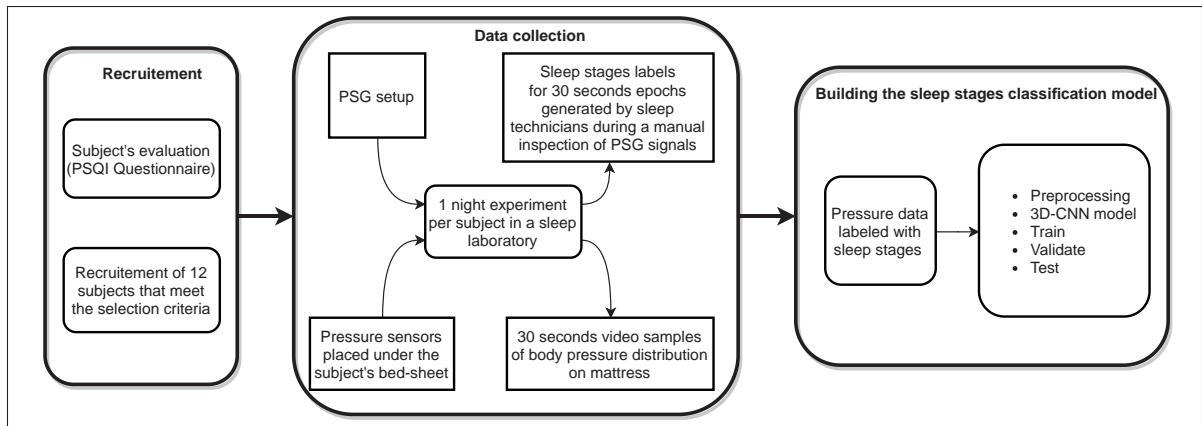 Recruitement
Subject's evaluation
(PSQI Questionnaire)
Recruitement of 12
subjects that meet
the selection criteria
Data collection
PSG setup
Sleep stages labels
for 30 seconds epochs
generated by sleep
technicians during a manual
inspection of PSG signals
1 night experiment
per subject in a sleep
laboratory
Pressure sensors
placed under the
subject's bed-sheet
30 seconds video samples
of body pressure distribution
on mattress
Building the sleep stages classification model
Pressure data
labeled with
sleep stages
• Preprocessing
• 3D-CNN model
• Train
• Validate
• Test